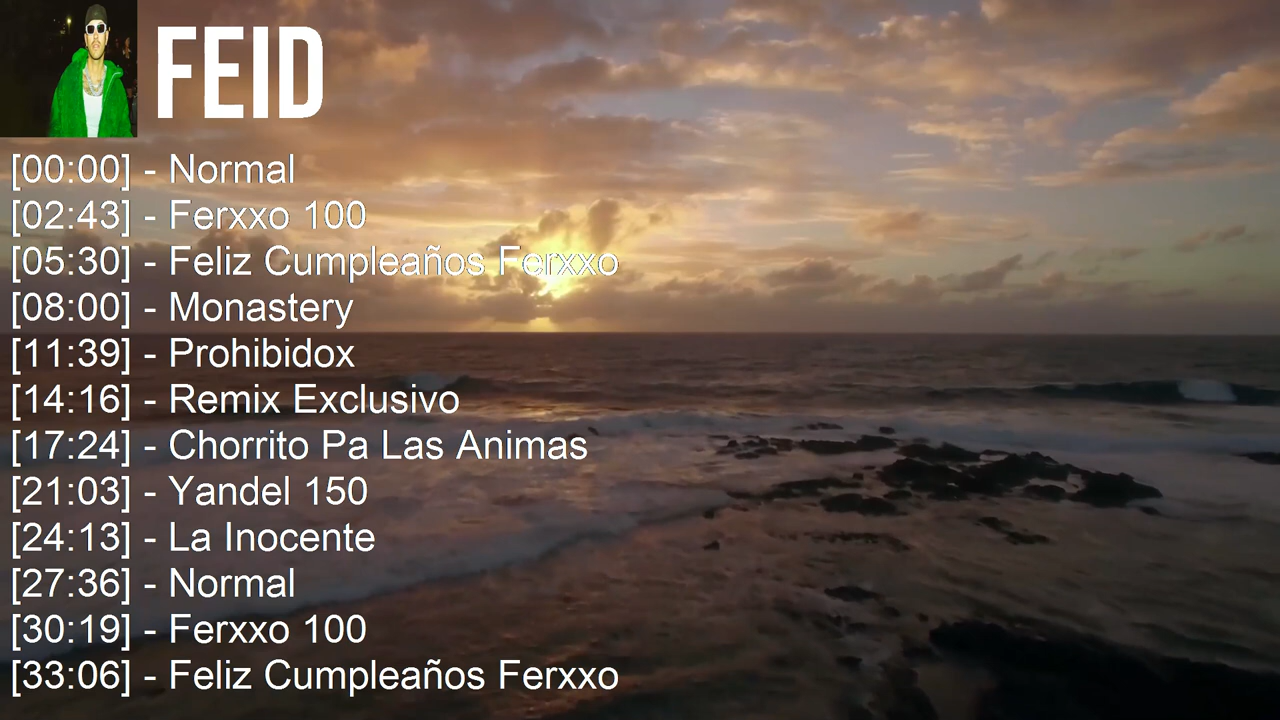 FEID
[00:00] - Normal
[02:43] - Ferxxo 100
[05:30] - Feliz Cumpleaños Ferxxo
[08:00] - Monastery
[11:39] - Prohibidox
[14:16] - Remix Exclusivo
[17:24] - Chorrito Pa Las Animas
[21:03] - Yandel 150
[24:13] - La Inocente
[27:36] - Normal
[30:19] - Ferxxo 100
[33:06] - Feliz Cumpleaños Ferxxo